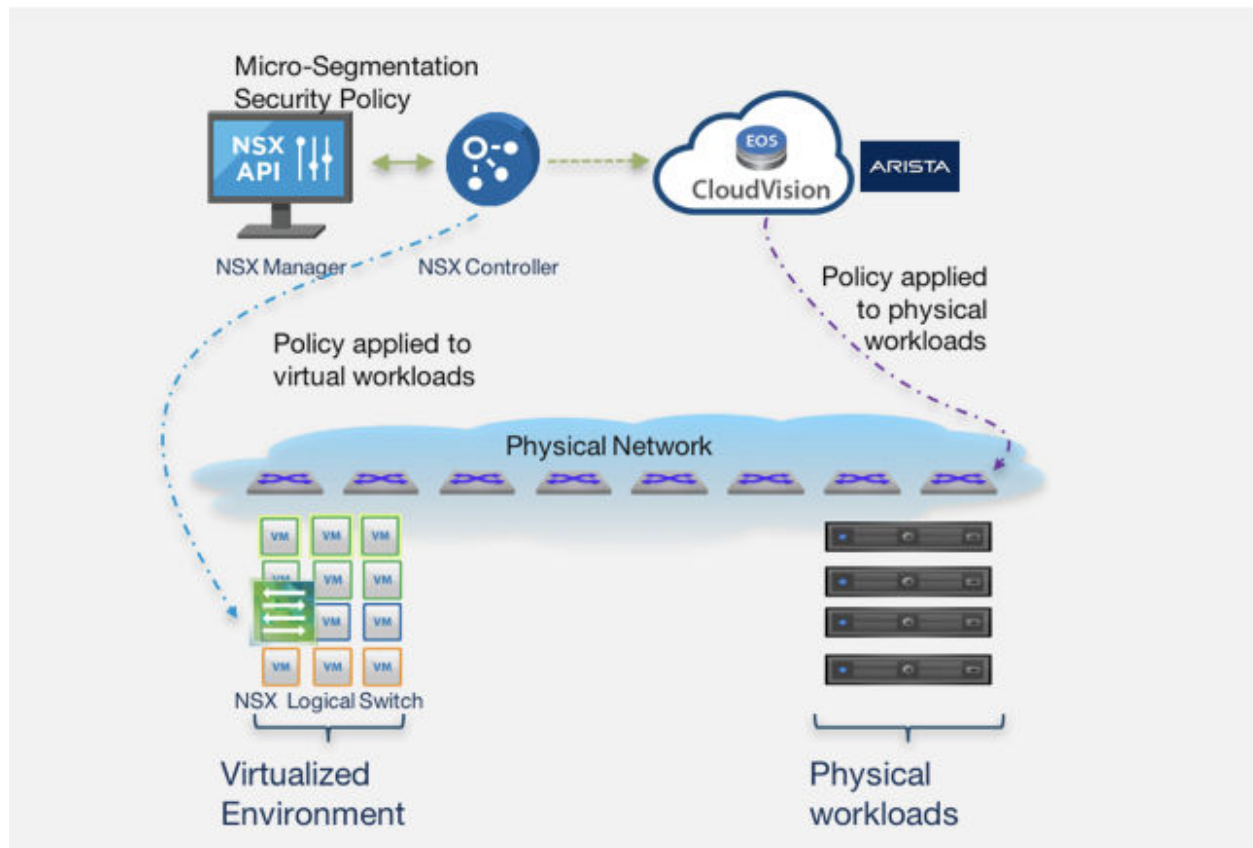 Micro-Segmentation
Security Policy
NSX
API
EOS
CloudVision
ARISTA
NSX Manager
NSX Controller
Policy applied
to physical
workloads
Policy applied to
virtual workloads
Physical Network
VM VM VM
VM VM VM
VM VM
VM VM VM
NSX Logical Switch
Virtualized
Environment
Physical
workloads